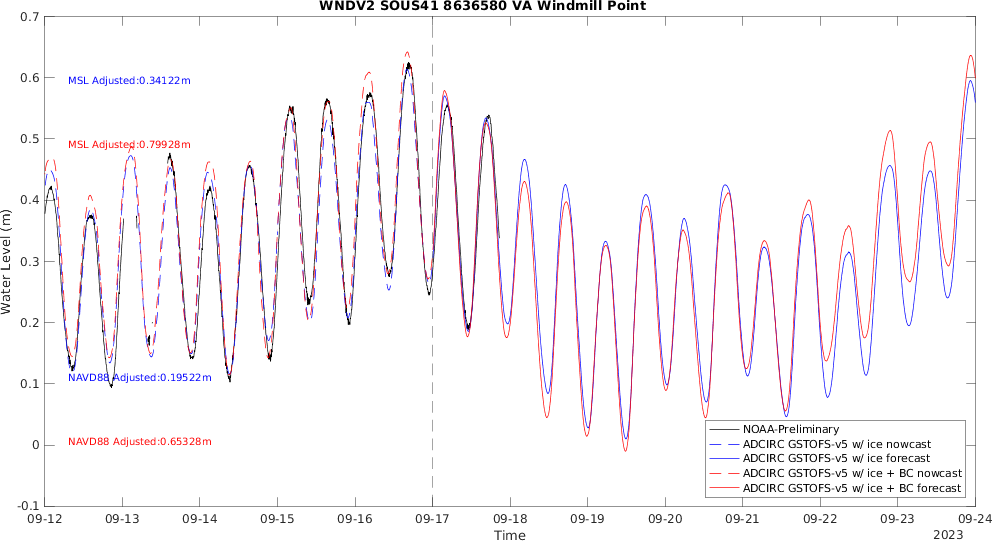 WNDV2 SOUS41 8636580 VA Windmill Point
0.7
0.6
0.5
0.4
0.3
0.2
0.1
0
-0.1
Water Level (m)
MSL Adjusted:0.34122m
MSL Adjusted:0.79928m
NAVD88 Adjusted:0.19522m
NAVD88 Adjusted:0.65328m
NOAA-Preliminary
ADCIRC GSTOFS-v5 w/ ice nowcast
ADCIRC GSTOFS-v5 w/ ice forecast
ADCIRC GSTOFS-v5 w/ ice + BC nowcast
ADCIRC GSTOFS-v5 w/ ice + BC forecast
09-12 09-13 09-14 09-15 09-16 09-17 09-18 09-19 09-20 09-21 09-22 09-23 09-24
Time
2023